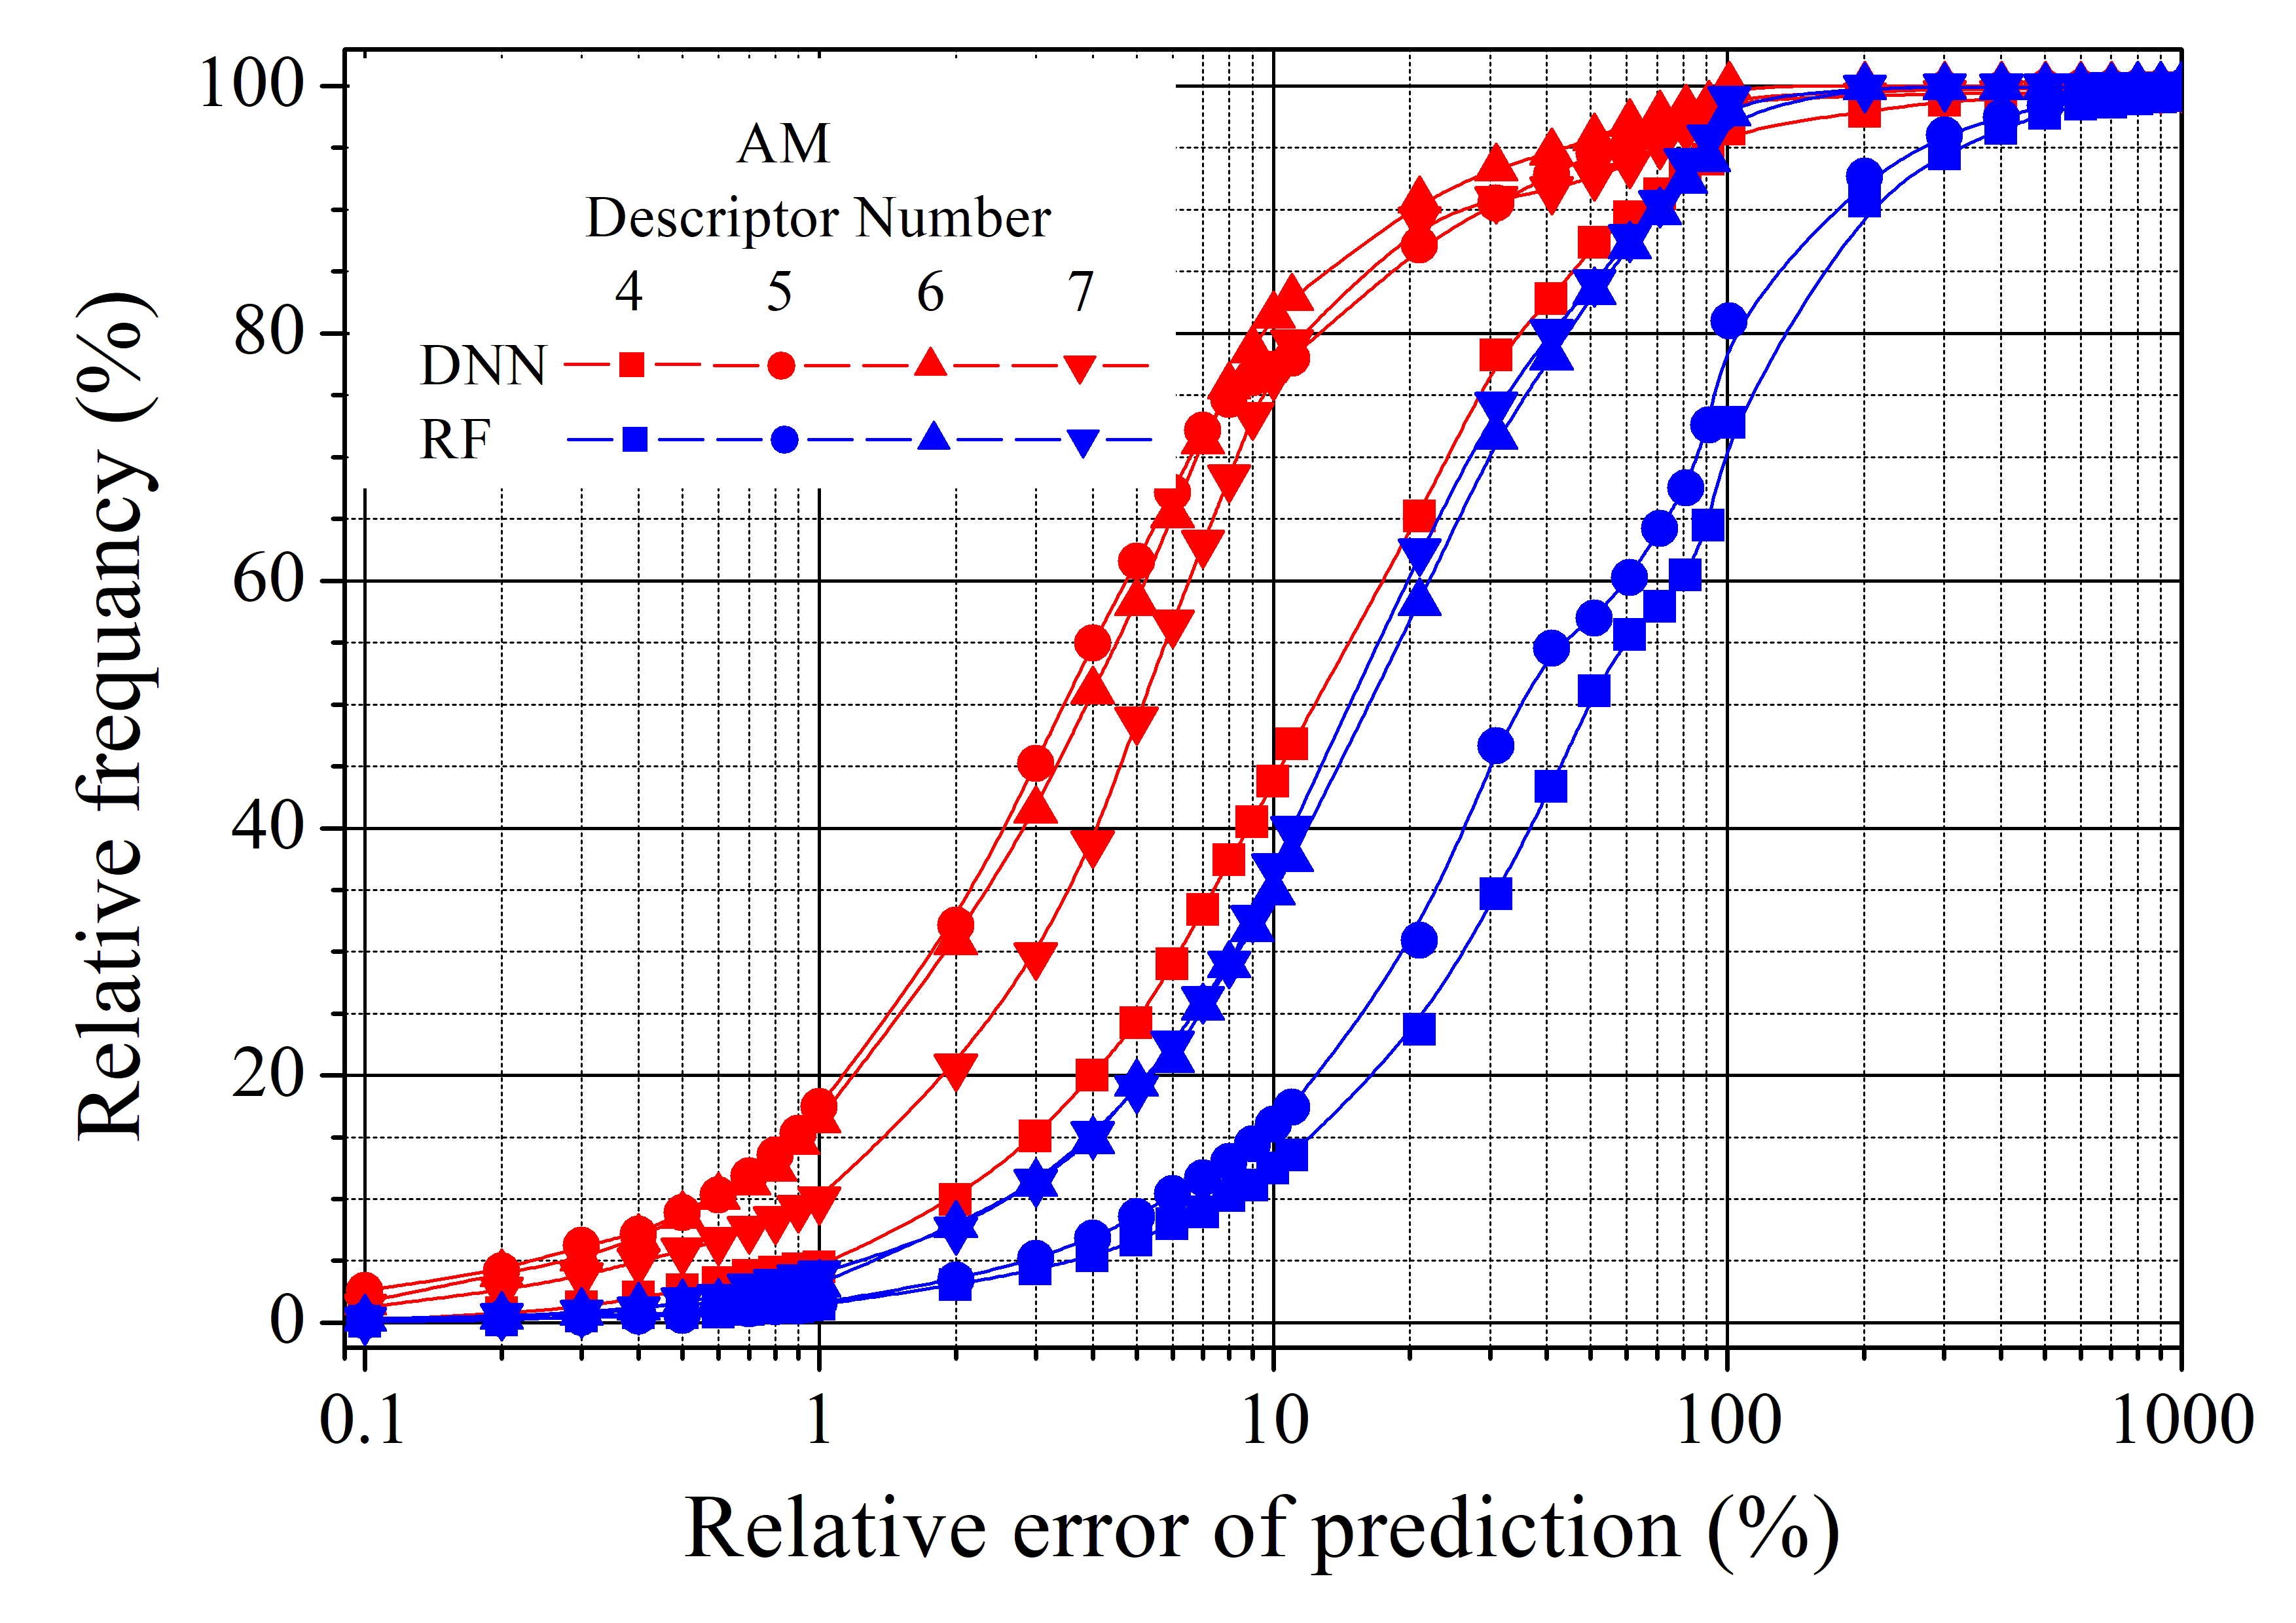 AM
Descriptor Number
4 5 6 7
DNN
RF
100
80
60
40
20
0
Relative frequancy (%)
0.1 1 10 100 1000
Relative error of prediction (%)